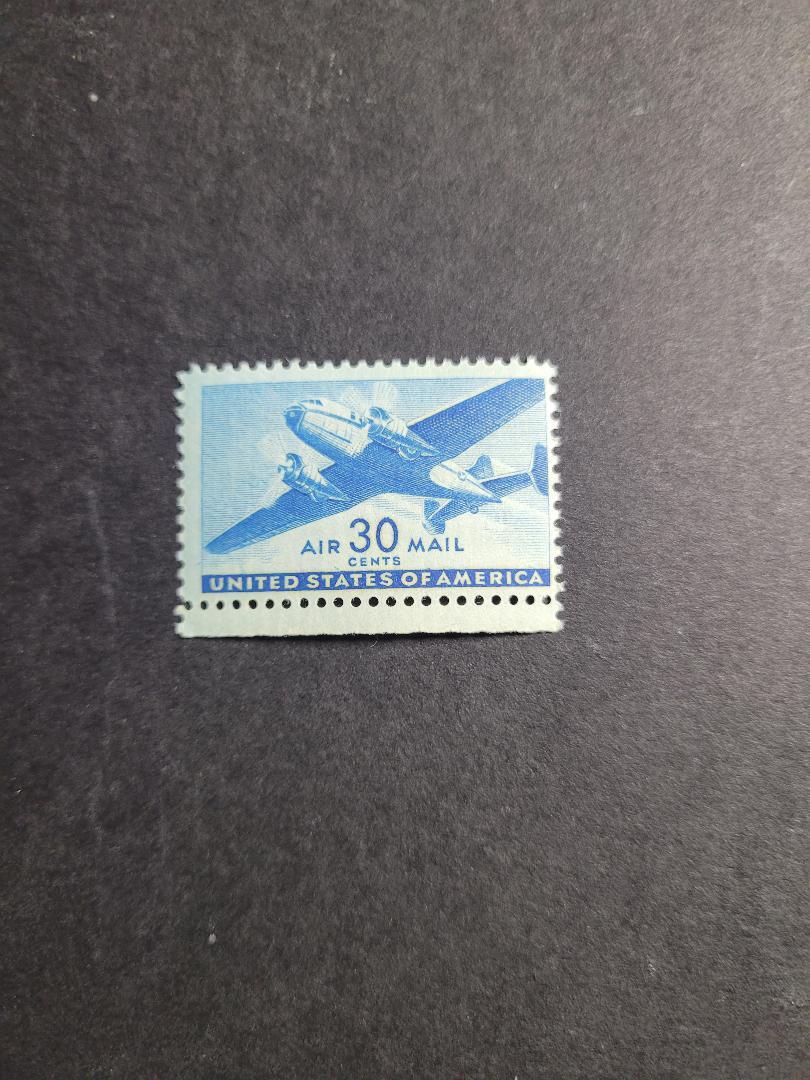 AIR 30 MAIL
CENTS
UNITED STATES OF AMERICA